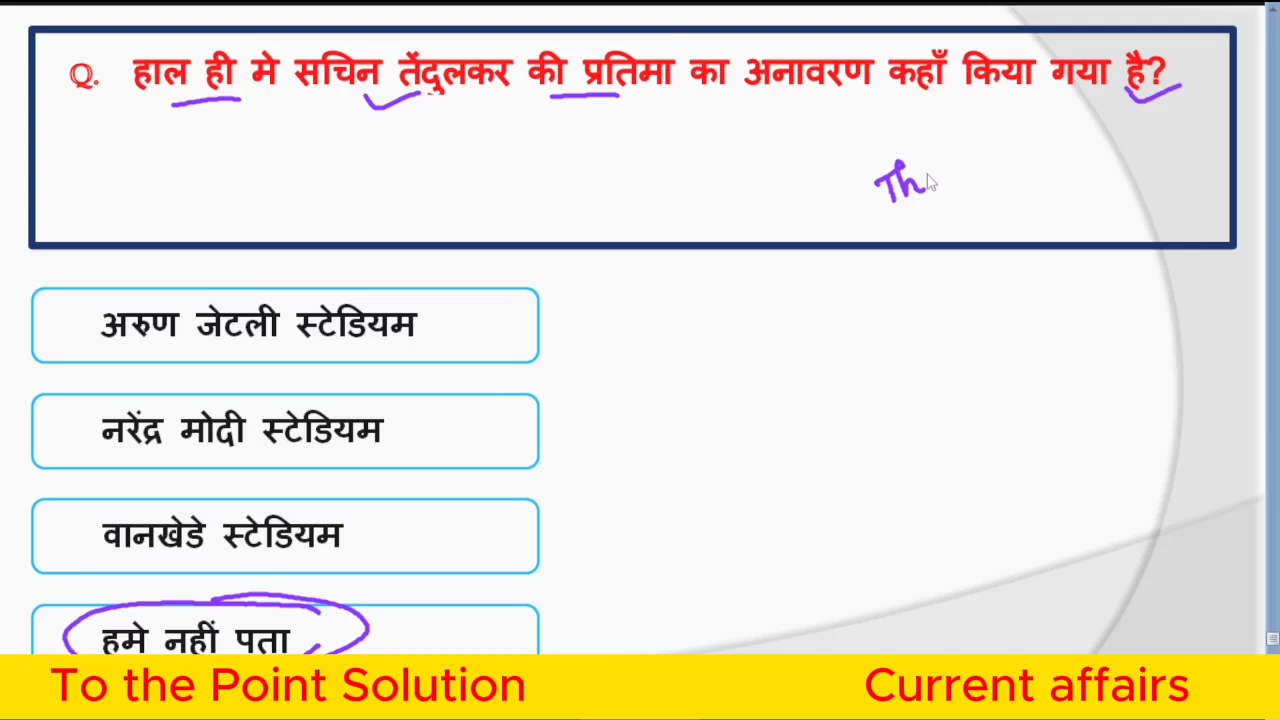 Q. हाल ही मे सचिन तेंदुलकर की प्रतिमा का अनावरण कहाँ किया गया है?
Th
अरुण जेटली स्टेडियम
नरेंद्र मोदी स्टेडियम
वानखेडे स्टेडियम
हमे नहीं पता
To the Point Solution
Current affairs